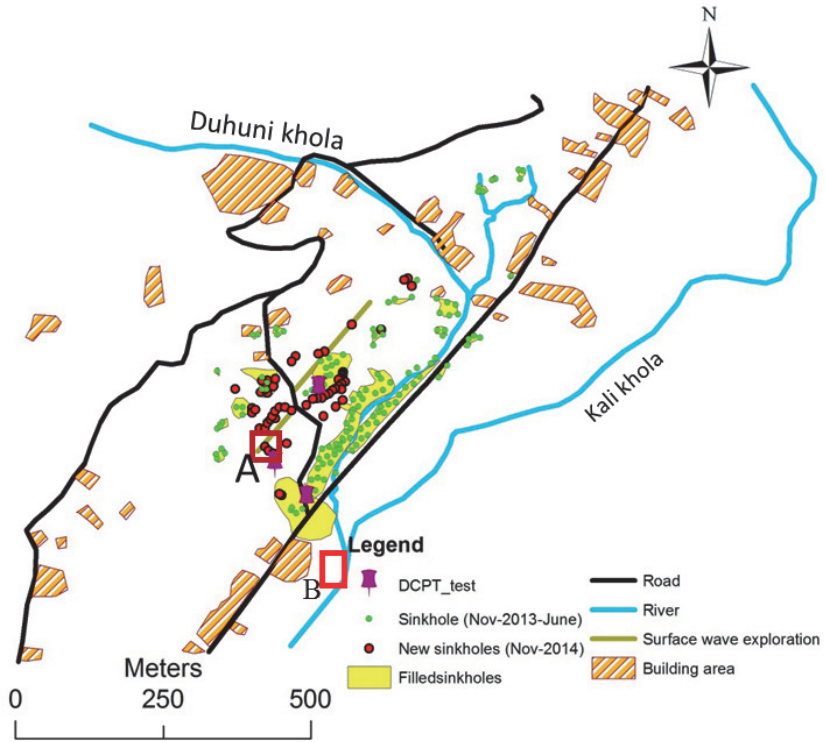 N
Duhuni khola
Kali khola
A
B
Legend
DCPT_test
Sinkhole (Nov-2013-June)
New sinkholes (Nov-2014)
Filledsinkholes
Road
River
Surface wave exploration
Building area
Meters
0 250 500